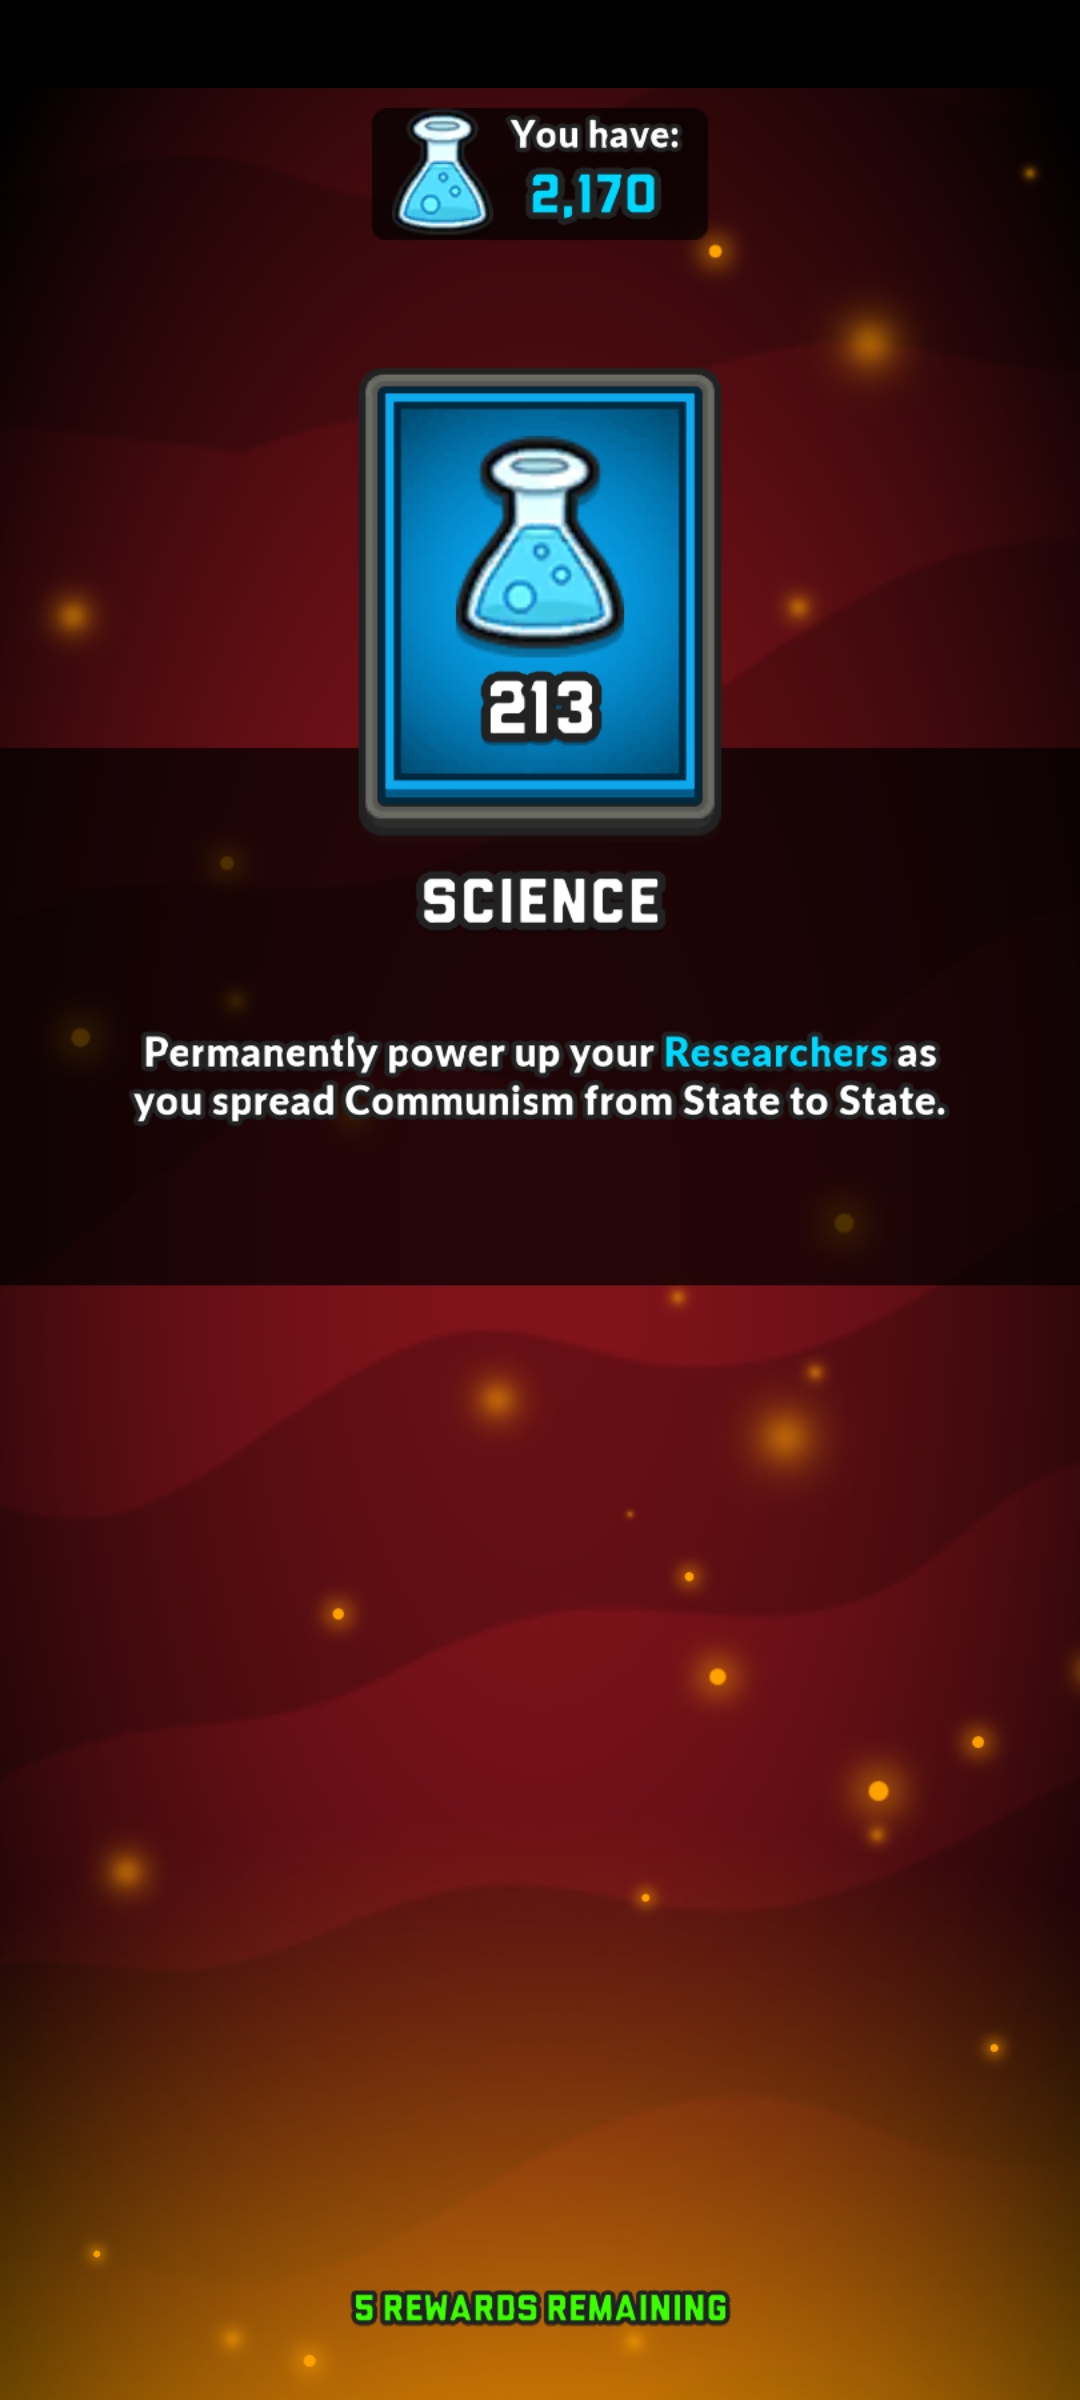 You have:
2,170
213
SCIENCE
Permanently power up your Researchers as
you spread Communism from State to State.
5 REWARDS REMAINING